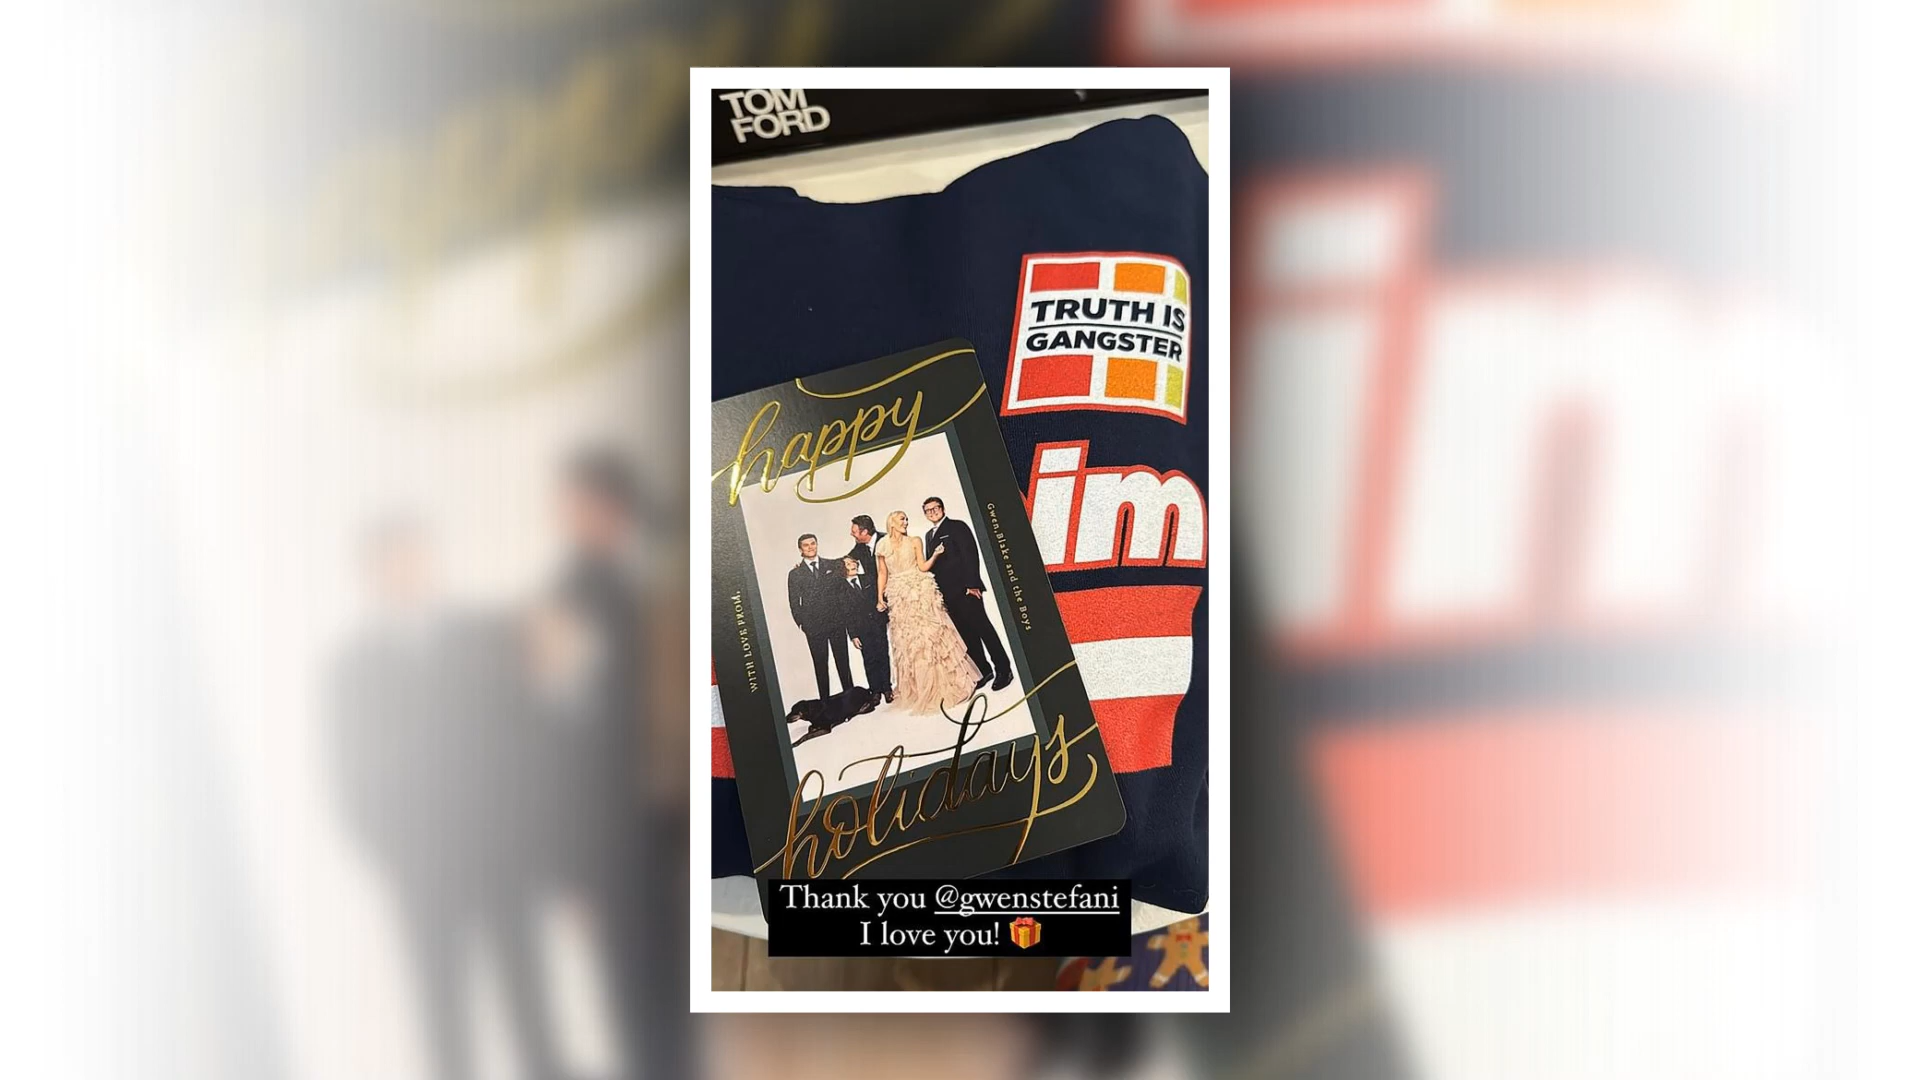 TOM
FORD
TRUTH IS
GANGSTER
happy
im
Gwen, Blake and the Boys
WITH LOVE FROM,
holidays
Thank you @gwenstefani
I love you!